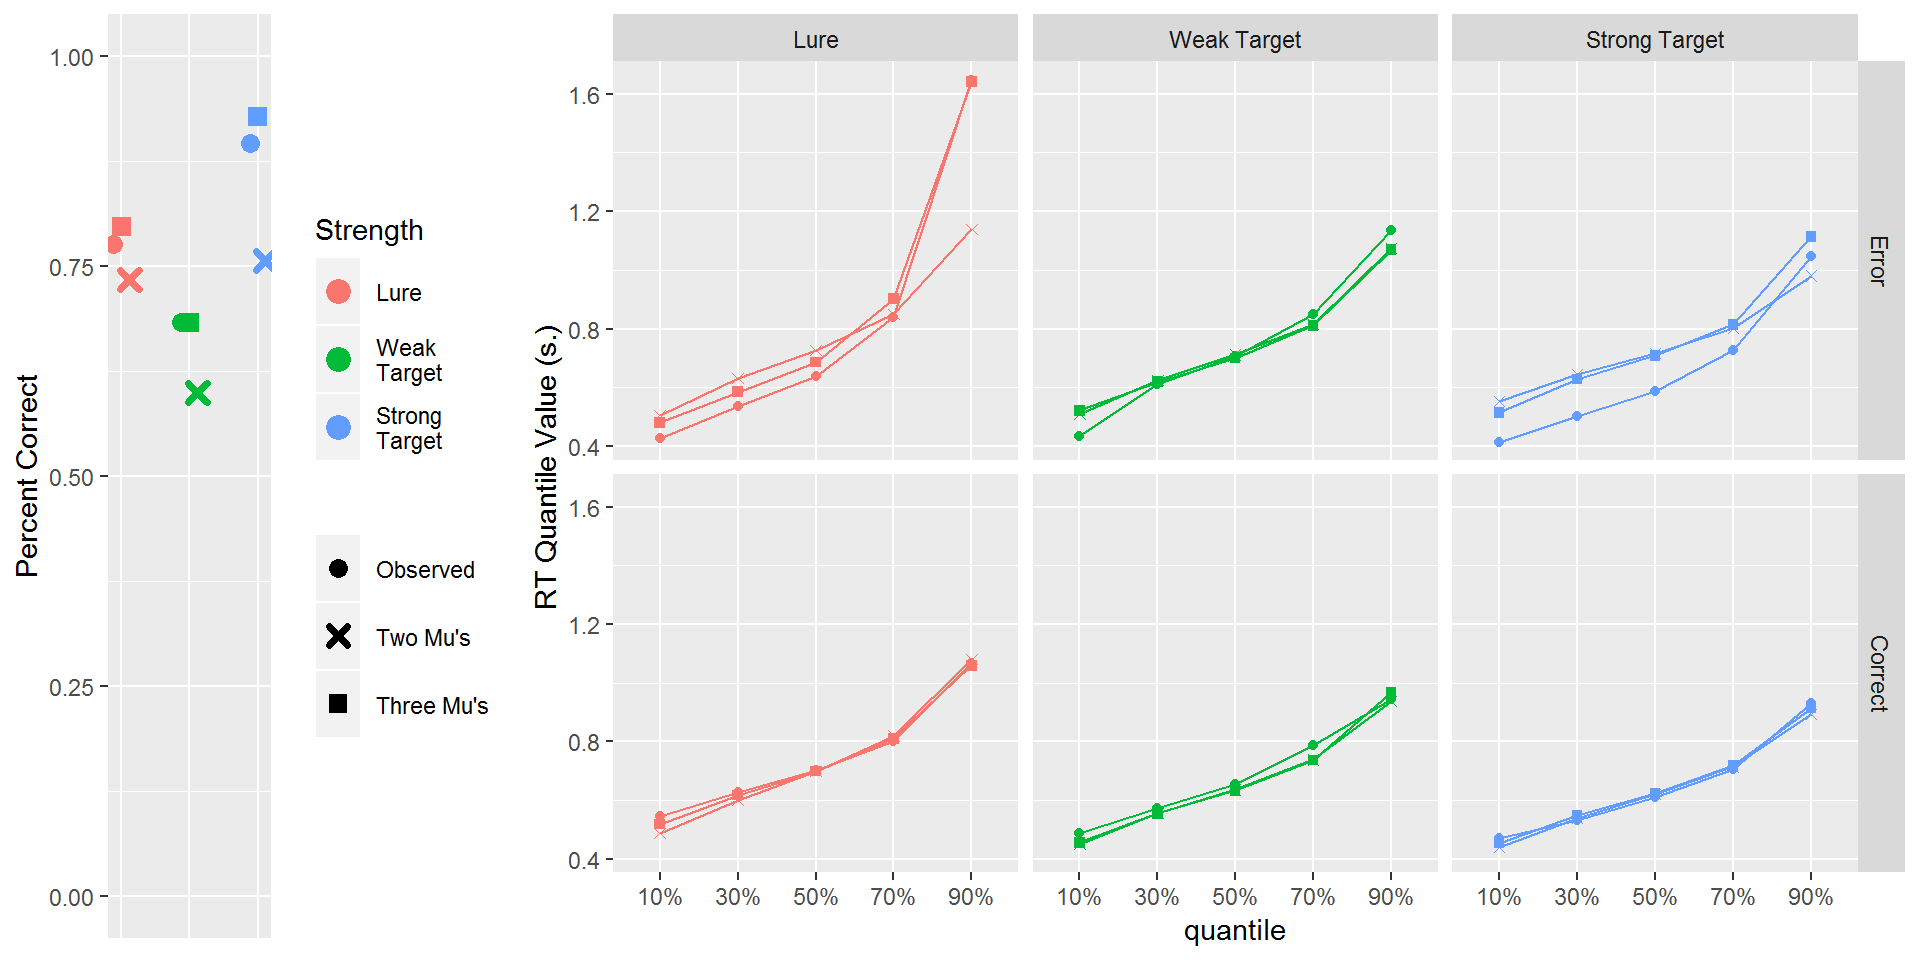 Percent Correct
1.00
0.75
0.50
0.25
0.00
Strength
Lure
Weak
Target
Strong
Target
Observed
Two Mu's
Three Mu's
RT Quantile Value (s.)
Lure
Weak Target
Strong Target
1.6
1.2
0.8
0.4
Error
1.6
1.2
0.8
0.4
Correct
10% 30% 50% 70% 90%
10% 30% 50% 70% 90%
10% 30% 50% 70% 90%
quantile